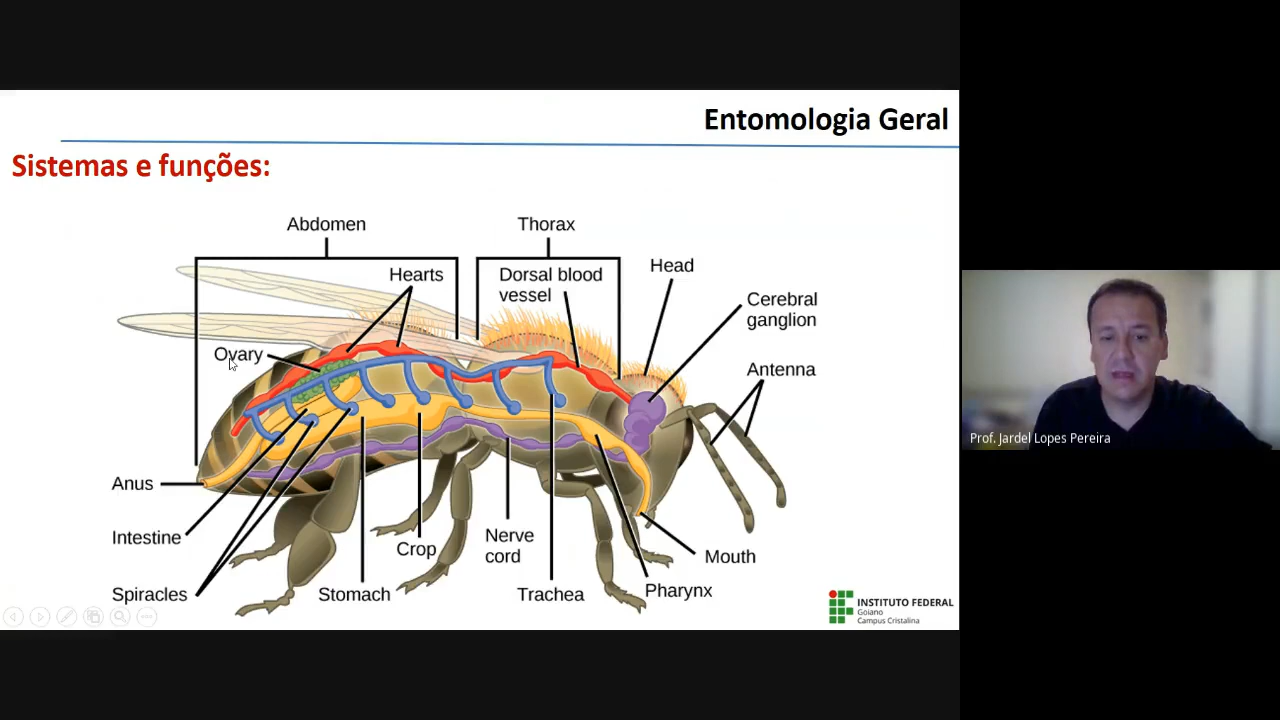 Entomologia Geral
Sistemas e funções:
Abdomen
Thorax
Hearts
Dorsal blood
vessel
Head
Cerebral
ganglion
Ovary
Antenna
Anus
Intestine
Spiracles
Stomach
Crop
Nerve
cord
Trachea
Pharynx
Mouth
INSTITUTO FEDERAL
Goiano
Campus Cristalina
Prof. Jardel Lopes Pereira